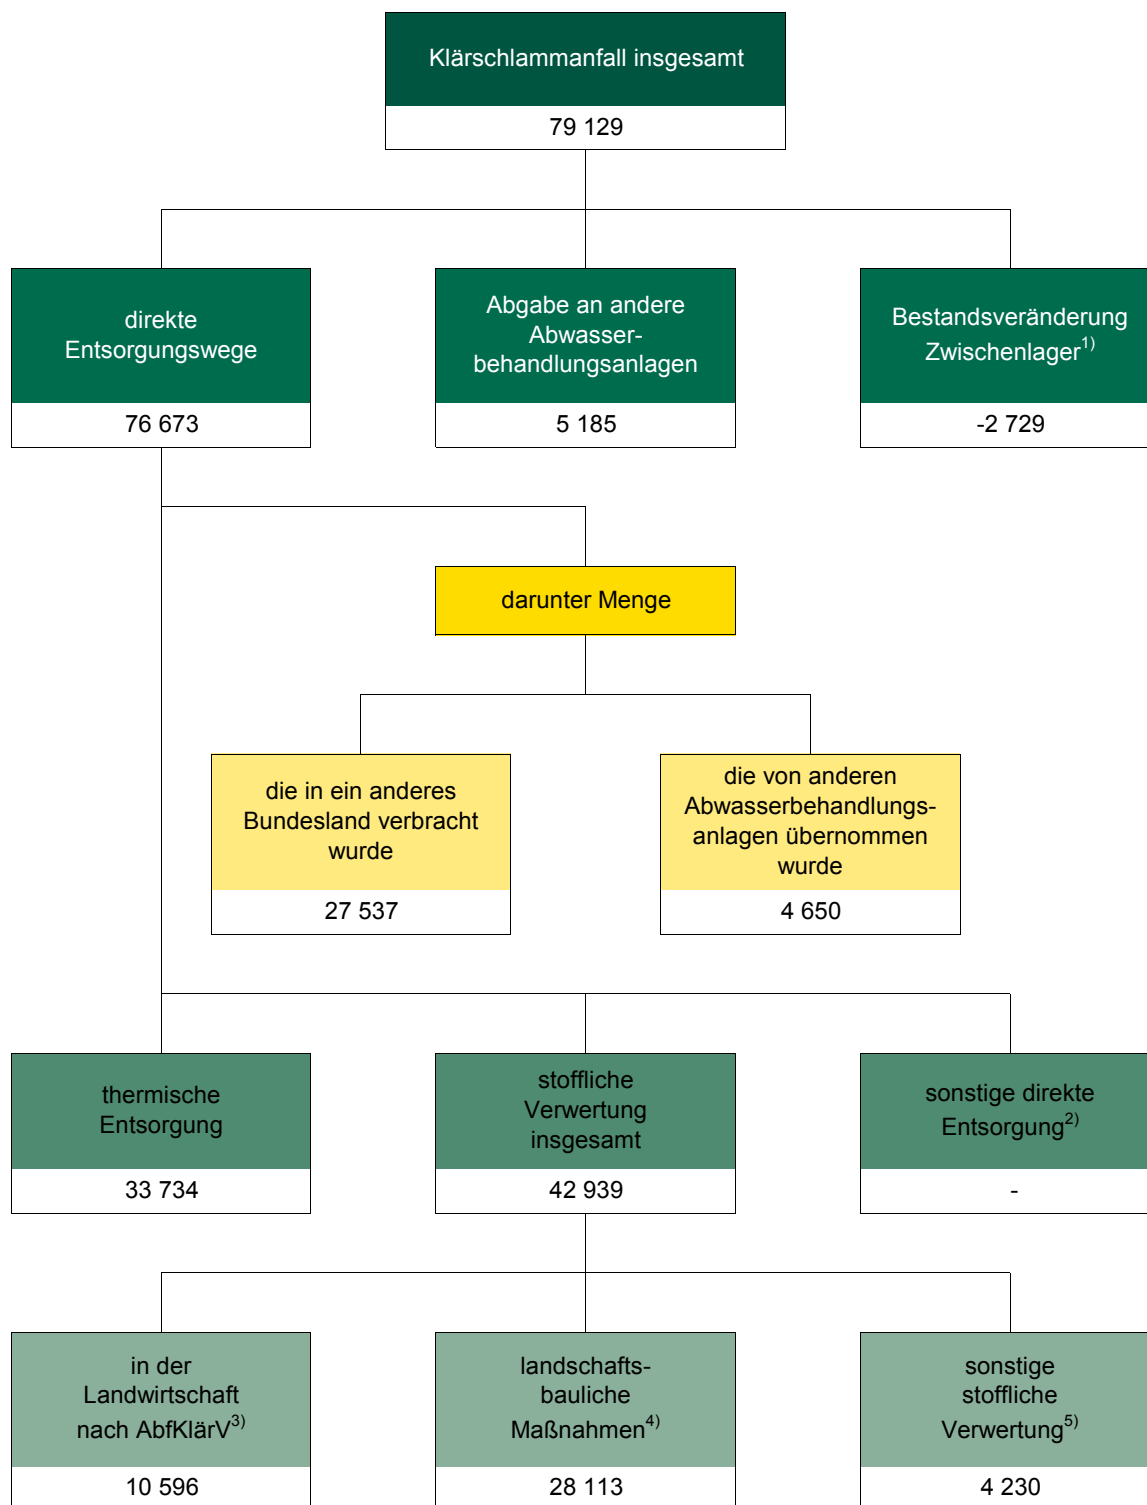 Klärschlammanfall insgesamt
79 129
direkte
Entsorgungswege
76 673
Abgabe an andere
Abwasser-
behandlungsanlagen
5 185
Bestandsveränderung
Zwischenlager1)
-2 729
darunter Menge
die in ein anderes
Bundesland verbracht
wurde
27 537
die von anderen
Abwasserbehandlungs-
anlagen übernommen
wurde
4 650
thermische
Entsorgung
33 734
stoffliche
Verwertung
insgesamt
42 939
sonstige direkte
Entsorgung2)
-
in der
Landwirtschaft
nach AbfKlärV3)
10 596
landschafts-
bauliche
Maßnahmen4)
28 113
sonstige
stoffliche
Verwertung5)
4 230